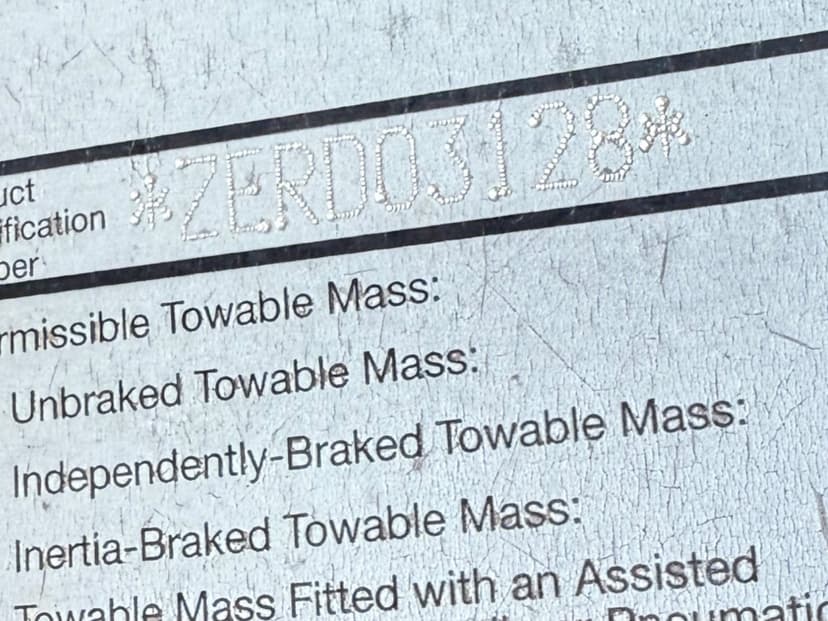 uct
ification
ber
*ZERD03128*
rmissible Towable Mass:
Unbraked Towable Mass:
Independently-Braked Towable Mass:
Inertia-Braked Towable Mass:
Towable Mass Fitted with an Assisted
Pneumatic